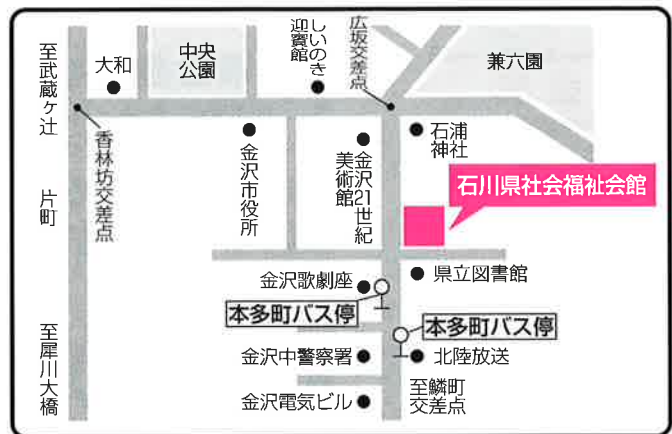 至武蔵ヶ辻
大和
中央
公園
しいのき
迎賓館
広坂交差点
兼六園
香林坊交差点
金沢市役所
金沢21世紀
美術館
石浦
神社
石川県社会福祉会館
片町
金沢歌劇座
県立図書館
本多町バス停
本多町バス停
金沢中警察署
北陸放送
至犀川大橋
金沢電気ビル
至鱗町
交差点